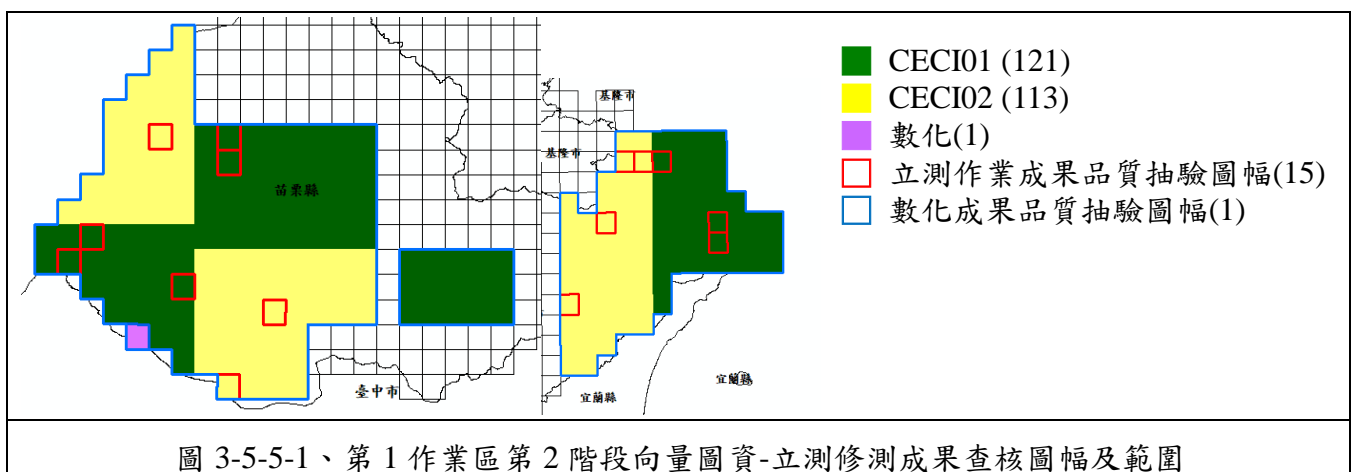 苗栗縣
臺中市
基隆市
基隆市
宜蘭縣
宜蘭縣
CECI01 (121)
CECI02 (113)
數化(1)
立測作業成果品質抽驗圖幅(15)
數化成果品質抽驗圖幅(1)
圖 3-5-5-1、第 1 作業區第 2 階段向量圖資-立測修測成果查核圖幅及範圍